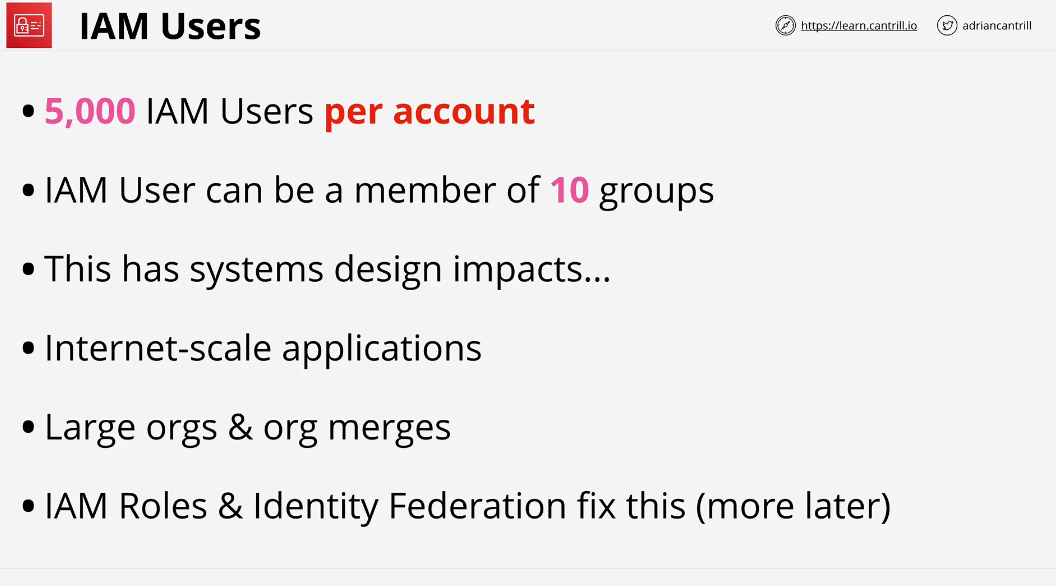 IAM Users
https://learn.cantrill.io
adriancantrill
• 5,000 IAM Users per account
• IAM User can be a member of 10 groups
• This has systems design impacts...
• Internet-scale applications
• Large orgs & org merges
• IAM Roles & Identity Federation fix this (more later)